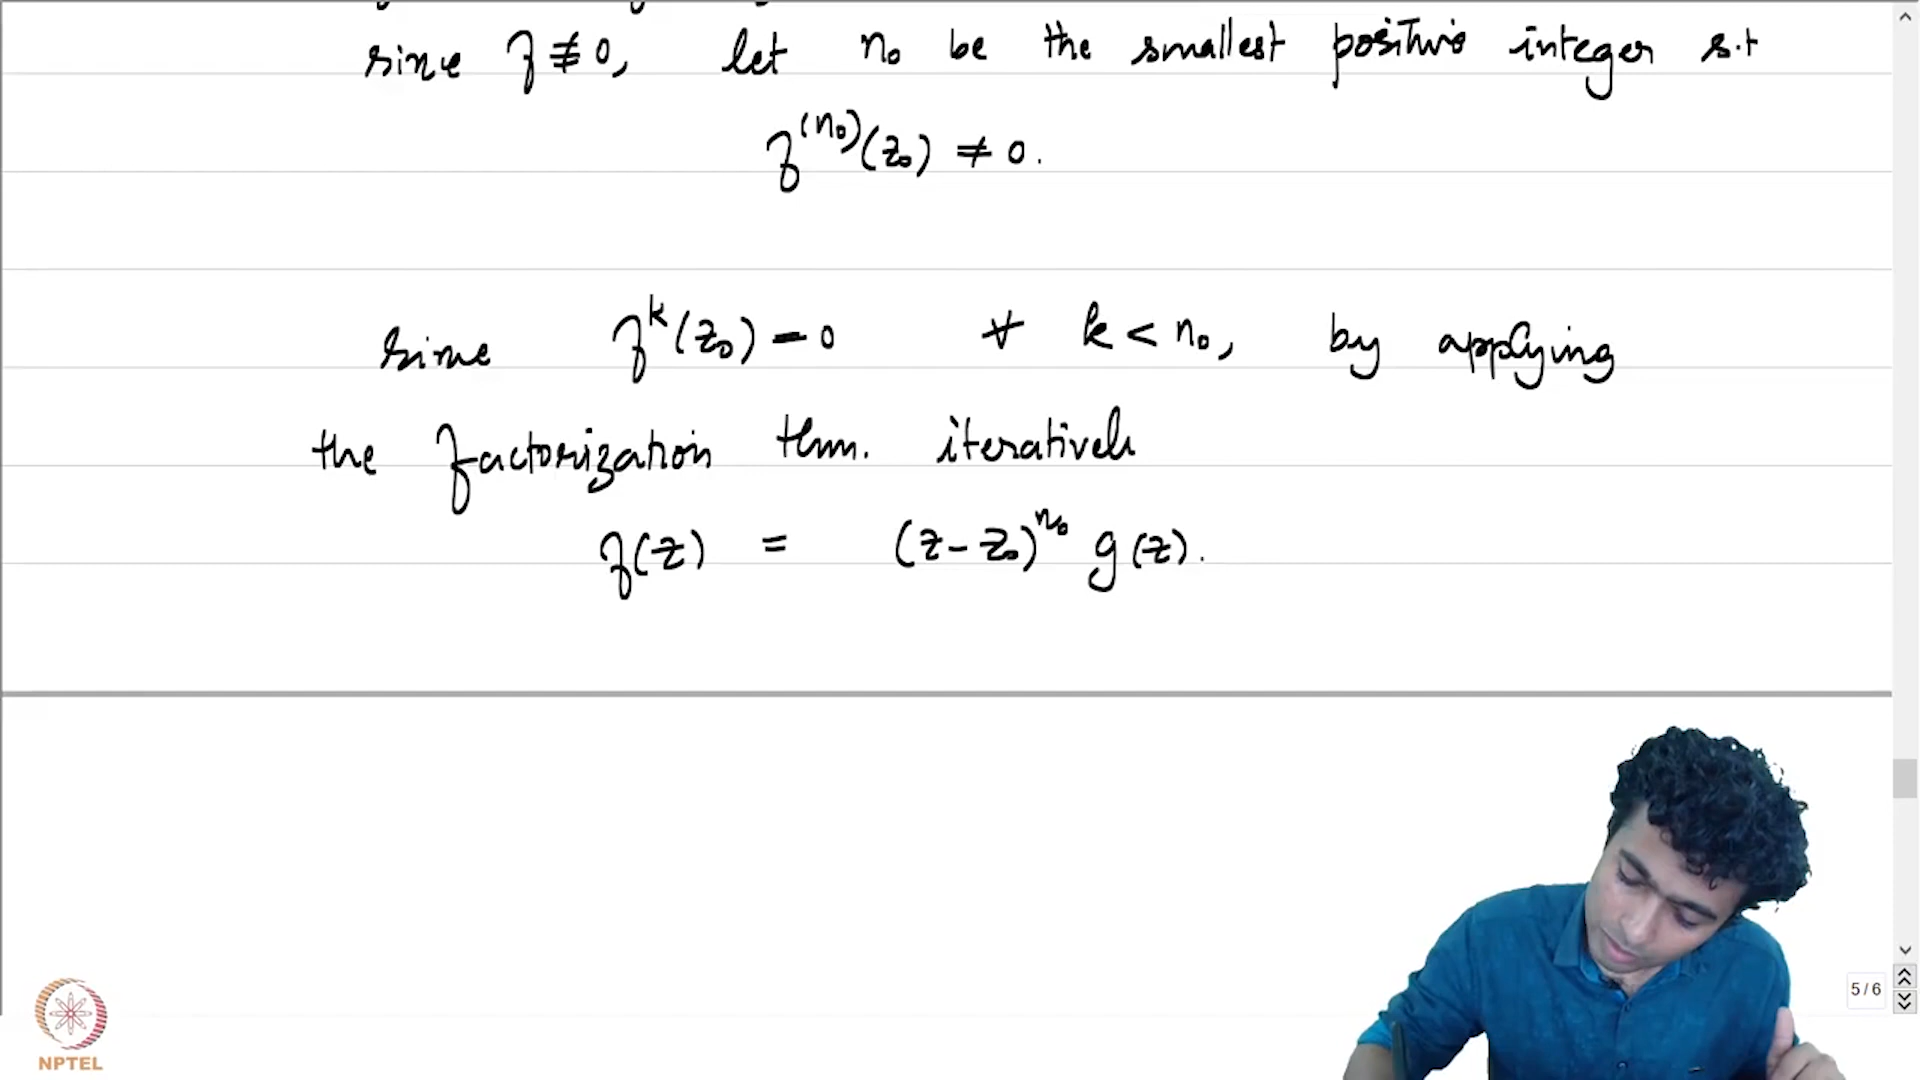 since f ≢ 0, let n₀ be the smallest positive integer s.t
f^(n₀)(z₀) ≠ 0.
since f^k(z₀) = 0 ∀ k < n₀, by applying
the factorization thm. iteratively
f(z) = (z - z₀)^n₀ g(z).
5 / 6
NPTEL